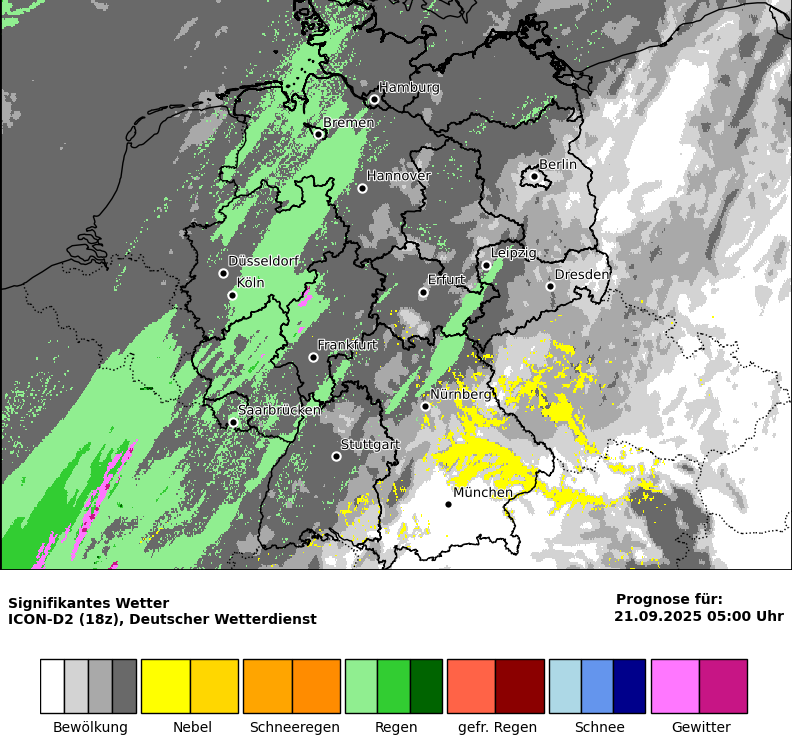 Hamburg
Bremen
Berlin
Hannover
Leipzig
Düsseldorf
Dresden
Köln
Erfurt
Frankfurt
Nürnberg
Saarbrücken
Stuttgart
München
Signifikantes Wetter
ICON-D2 (18z), Deutscher Wetterdienst
Prognose für:
21.09.2025 05:00 Uhr
Bewölkung
Nebel
Schneeregen
Regen
gefr. Regen
Schnee
Gewitter